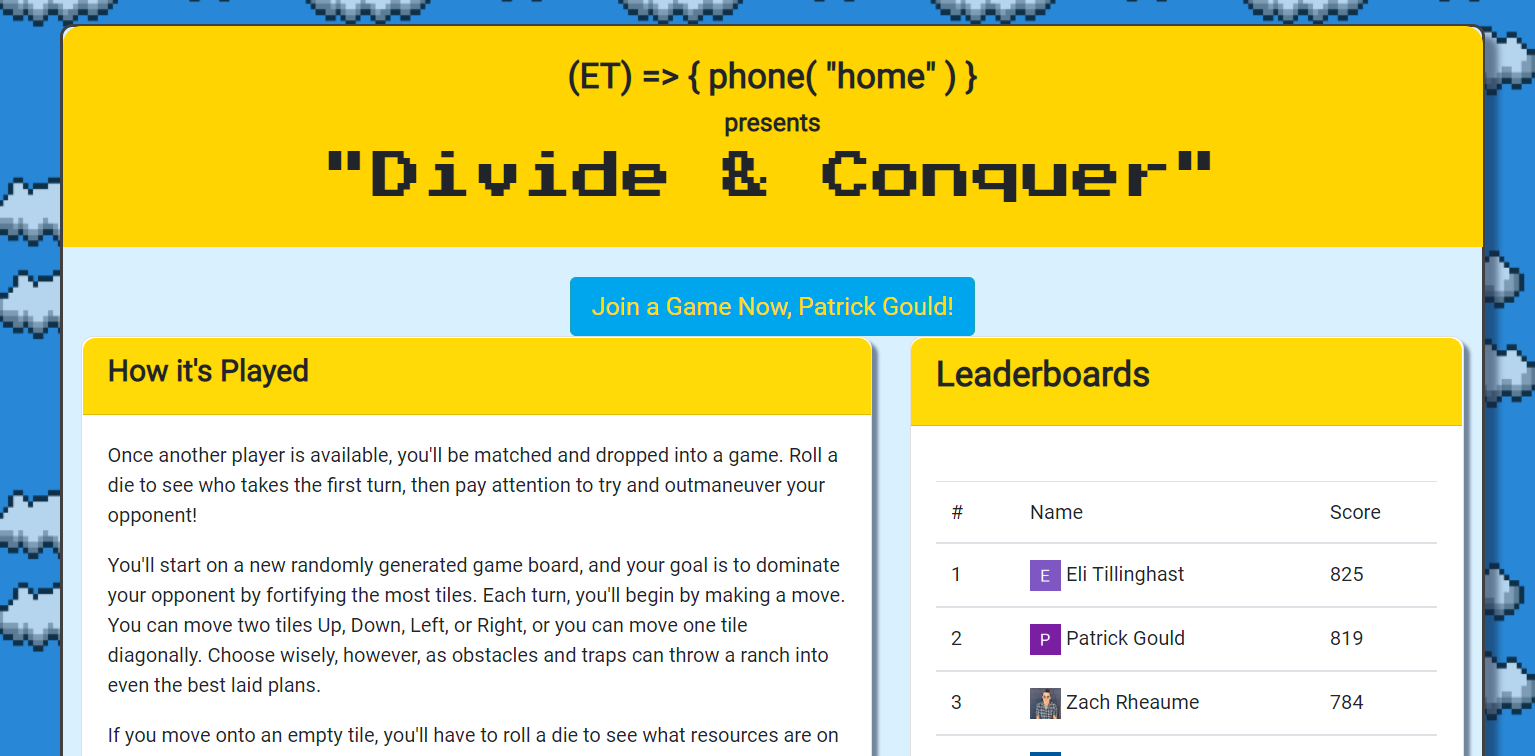 (ET) => { phone( "home" ) }
presents
"Divide & Conquer"
Join a Game Now, Patrick Gould!
How it's Played
Once another player is available, you'll be matched and dropped into a game. Roll a
die to see who takes the first turn, then pay attention to try and outmaneuver your
opponent!
You'll start on a new randomly generated game board, and your goal is to dominate
your opponent by fortifying the most tiles. Each turn, you'll begin by making a move.
You can move two tiles Up, Down, Left, or Right, or you can move one tile
diagonally. Choose wisely, however, as obstacles and traps can throw a ranch into
even the best laid plans.
If you move onto an empty tile, you'll have to roll a die to see what resources are on
Leaderboards
# Name Score
1 E Eli Tillinghast 825
2 P Patrick Gould 819
3 Zach Rheaume 784